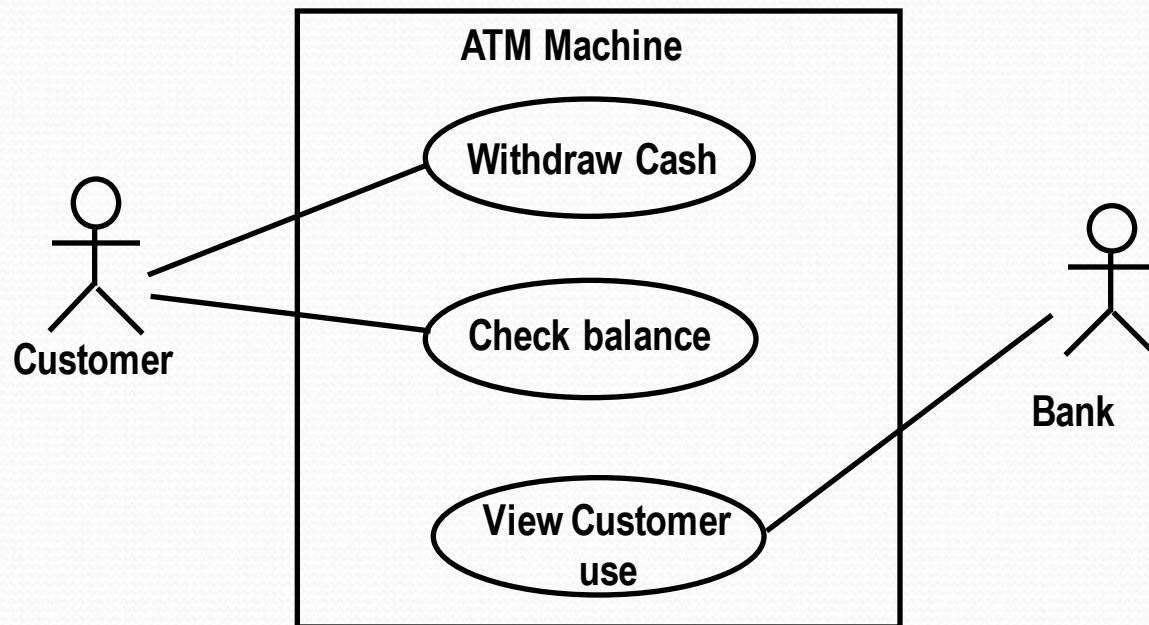 ATM Machine
Withdraw Cash
Check balance
Customer
Bank
View Customer
use